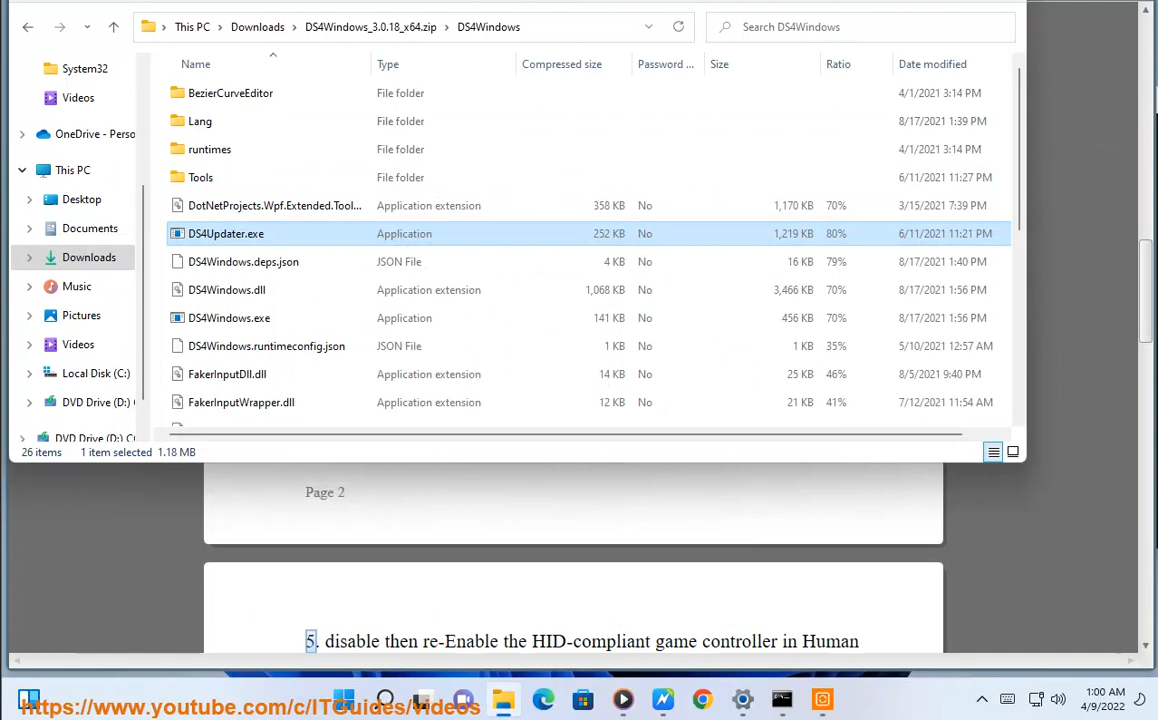 This PC > Downloads > DS4Windows_3.0.18_x64.zip > DS4Windows
Search DS4Windows
Name Type Compressed size Password ... Size Ratio Date modified
System32
Videos
OneDrive - Perso
This PC
Desktop
Documents
Downloads
Music
Pictures
Videos
Local Disk (C:)
DVD Drive (D:)
DVD Drive (D:) C
BezierCurveEditor File folder 4/1/2021 3:14 PM
Lang File folder 8/17/2021 1:39 PM
runtimes File folder 4/1/2021 3:14 PM
Tools File folder 6/11/2021 11:27 PM
DotNetProjects.Wpf.Extended.Tool... Application extension 358 KB No 1,170 KB 70% 3/15/2021 7:39 PM
DS4Updater.exe Application 252 KB No 1,219 KB 80% 6/11/2021 11:21 PM
DS4Windows.deps.json JSON File 4 KB No 16 KB 79% 8/17/2021 1:40 PM
DS4Windows.dll Application extension 1,068 KB No 3,466 KB 70% 8/17/2021 1:56 PM
DS4Windows.exe Application 141 KB No 456 KB 70% 8/17/2021 1:56 PM
DS4Windows.runtimeconfig.json JSON File 1 KB No 1 KB 35% 5/10/2021 12:57 AM
FakerInputDll.dll Application extension 14 KB No 25 KB 46% 8/5/2021 9:40 PM
FakerInputWrapper.dll Application extension 12 KB No 21 KB 41% 7/12/2021 11:54 AM
26 items 1 item selected 1.18 MB
Page 2
5. disable then re-Enable the HID-compliant game controller in Human
https://www.youtube.com/c/ITGuides/videos
1:00 AM
4/9/2022